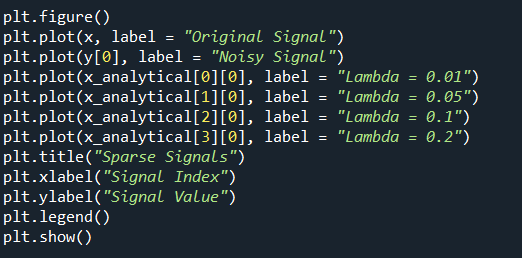 plt.figure()
plt.plot(x, label = "Original Signal")
plt.plot(y[0], label = "Noisy Signal")
plt.plot(x_analytical[0][0], label = "Lambda = 0.01")
plt.plot(x_analytical[1][0], label = "Lambda = 0.05")
plt.plot(x_analytical[2][0], label = "Lambda = 0.1")
plt.plot(x_analytical[3][0], label = "Lambda = 0.2")
plt.title("Sparse Signals")
plt.xlabel("Signal Index")
plt.ylabel("Signal Value")
plt.legend()
plt.show()